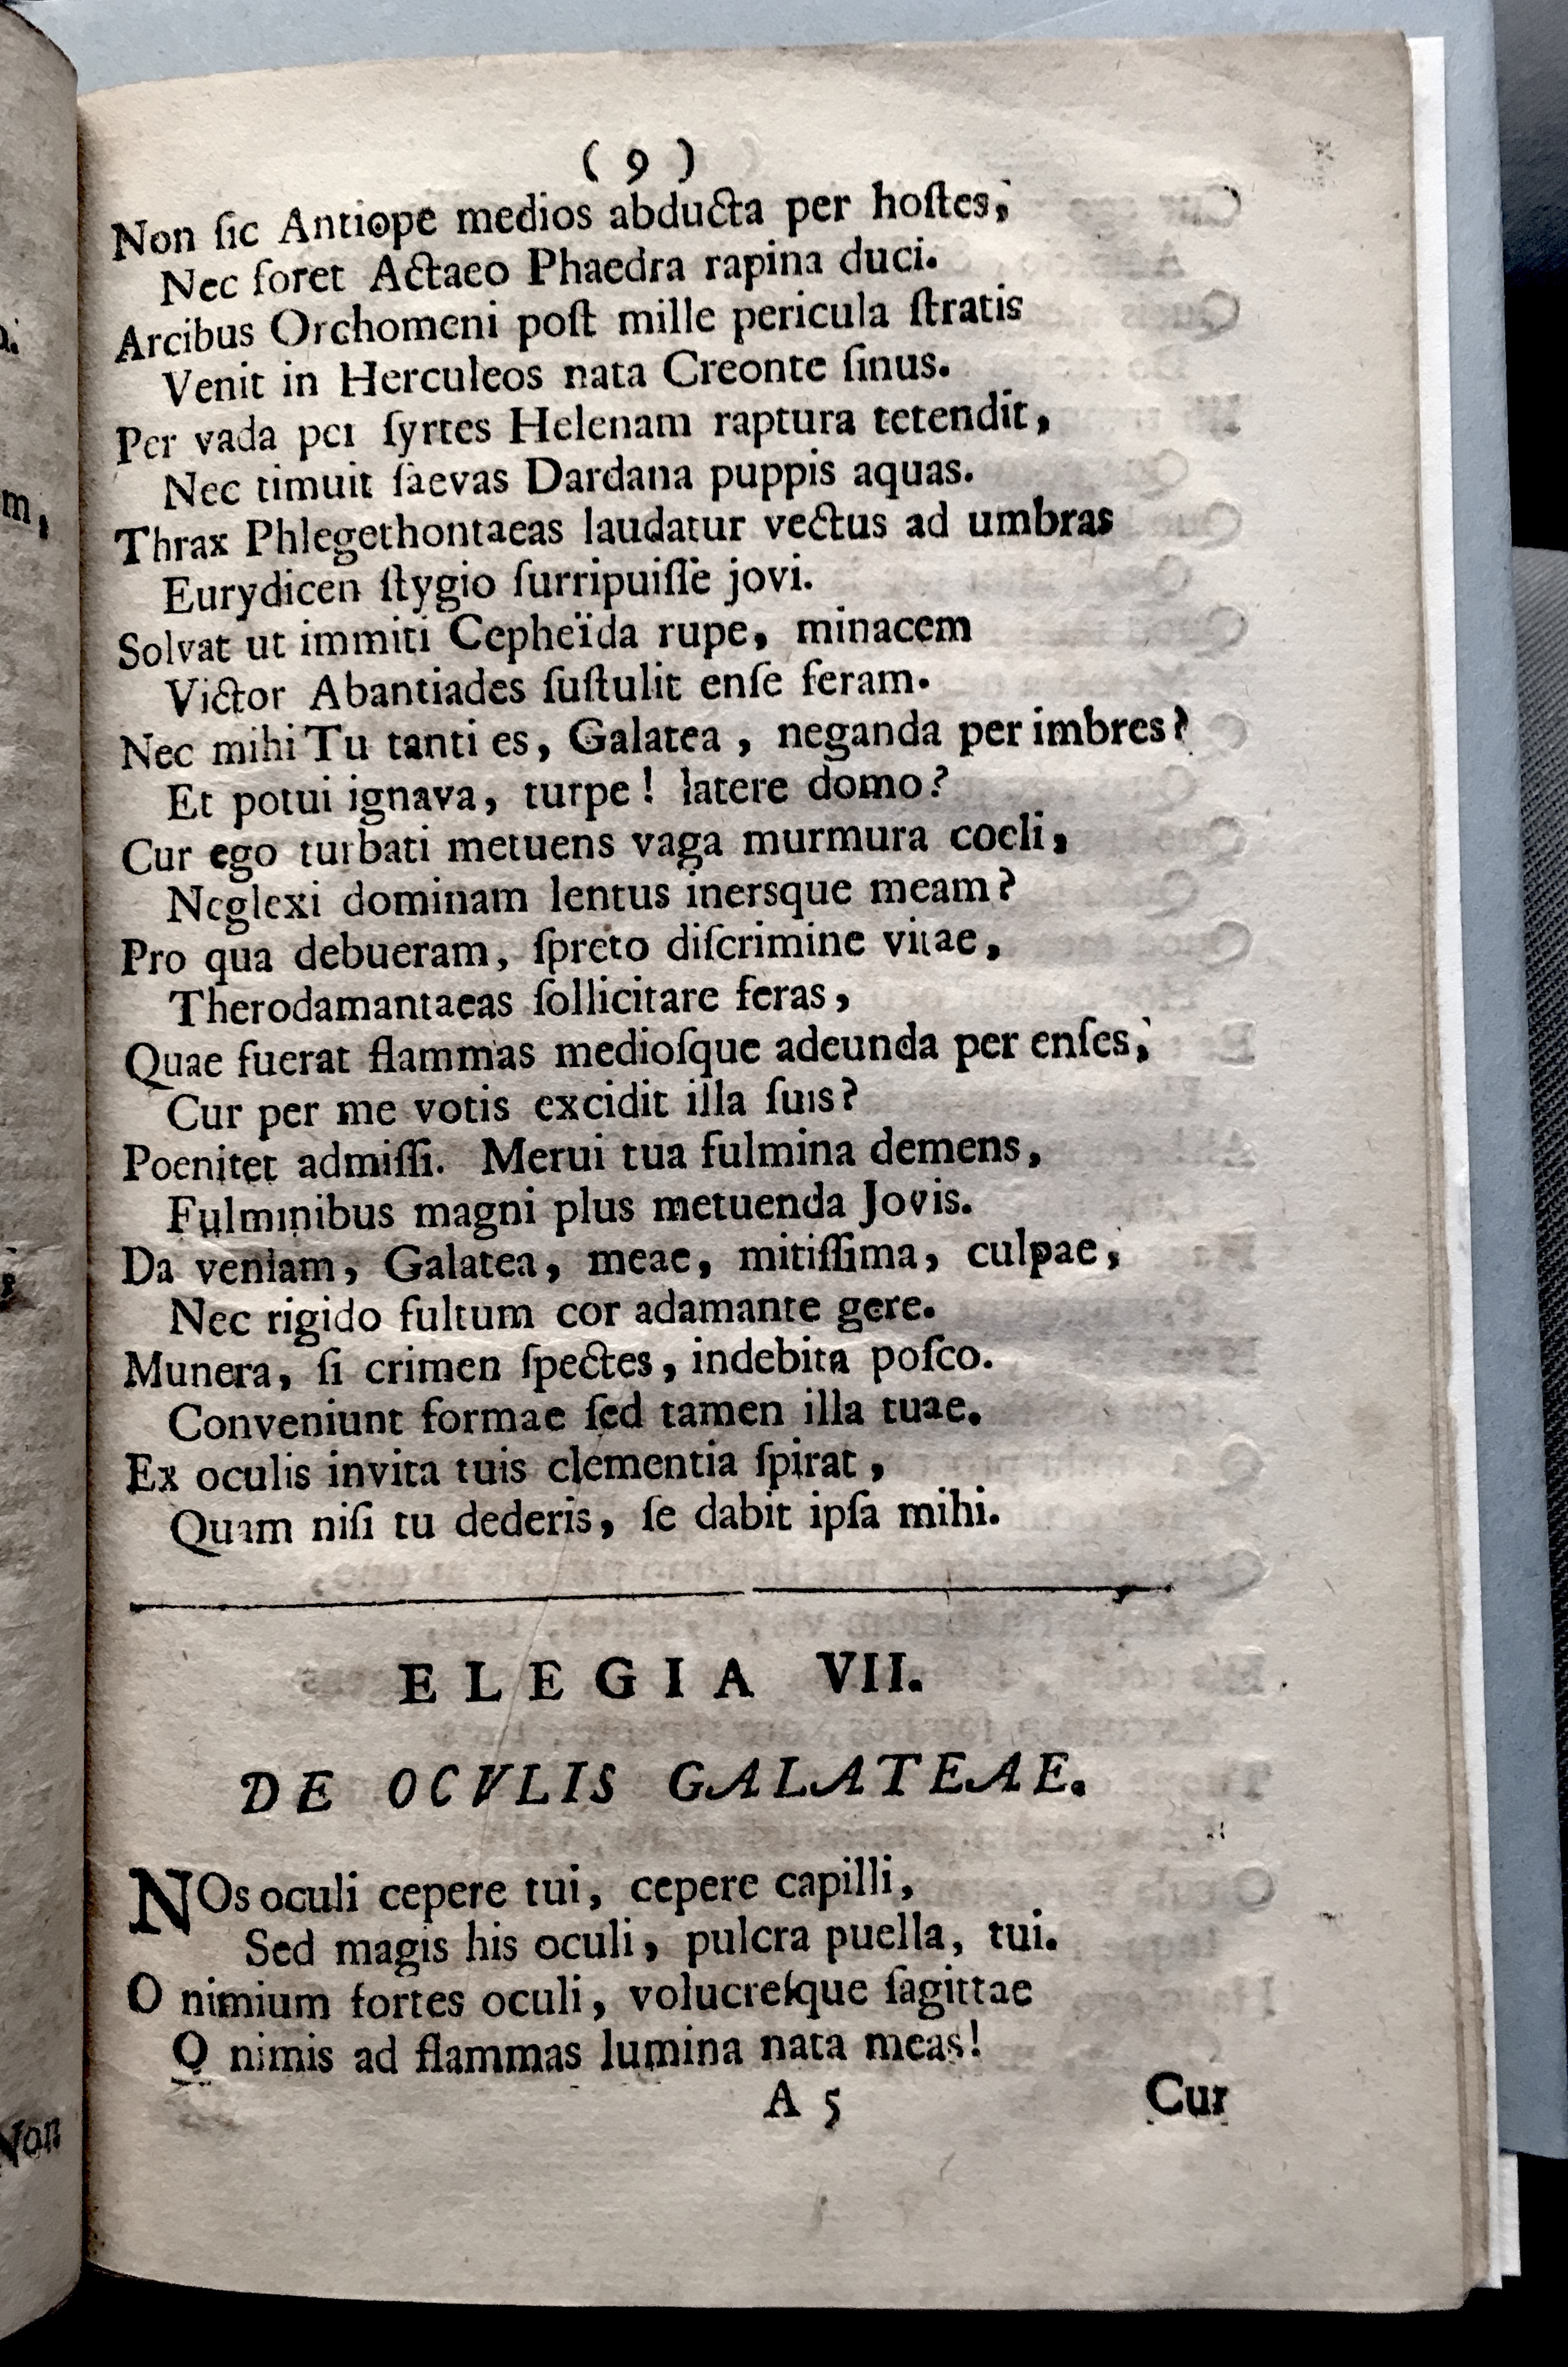 ( 9 )
Non ſic Antiope medios abducta per hoſtes,
Nec foret Actaeo Phaedra rapina duci.
Arcibus Orchomeni poſt mille pericula ſtratis
Venit in Herculeos nata Creonte ſinus.
Per vada per ſyrtes Helenam raptura tetendit,
Nec timuit ſaevas Dardana puppis aquas.
Thrax Phlegethontaeas laudatur vectus ad umbras
Eurydicen ſtygio ſurripuiſſe jovi.
Solvat ut immiti Cepheïda rupe, minacem
Victor Abantiades ſuſtulit enſe feram.
Nec mihi Tu tanti es, Galatea, neganda per imbres?
Et potui ignava, turpe! latere domo?
Cur ego turbati metuens vaga murmura coeli,
Neglexi dominam lentus inersque meam?
Pro qua debueram, ſpreto diſcrimine vitae,
Therodamantaeas ſollicitare feras,
Quae fuerat flammas medioſque adeunda per enſes,
Cur per me votis excidit illa ſuis?
Poenitet admiſſi. Merui tua fulmina demens,
Fulminibus magni plus metuenda Jovis.
Da veniam, Galatea, meae, mitiſſima, culpae,
Nec rigido fultum cor adamante gere.
Munera, ſi crimen ſpectes, indebita poſco.
Conveniunt formae ſed tamen illa tuae.
Ex oculis invita tuis clementia ſpirat,
Quam niſi tu dederis, ſe dabit ipſa mihi.
ELEGIA VII.
DE OCVLIS GALATEAE.
NOs oculi cepere tui, cepere capilli,
Sed magis his oculi, pulcra puella, tui.
O nimium fortes oculi, volucreſque ſagittae
O nimis ad flammas lumina nata meas!
A 5
Cur
m,
Non